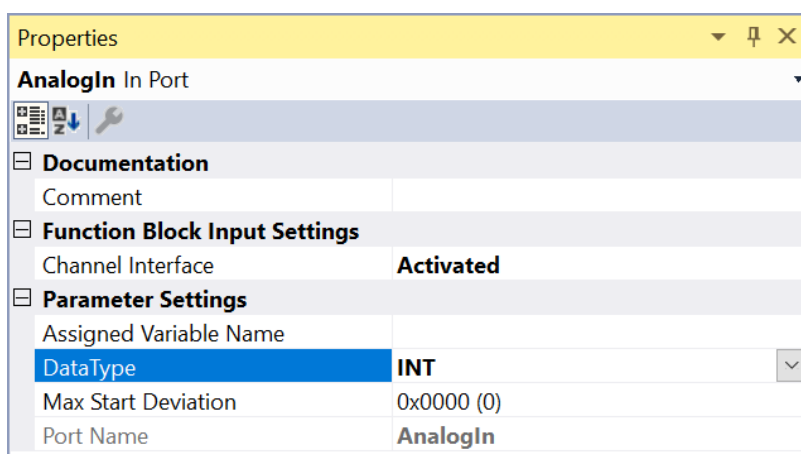 Properties
AnalogIn In Port
Documentation
Comment
Function Block Input Settings
Channel Interface Activated
Parameter Settings
Assigned Variable Name
DataType INT
Max Start Deviation 0x0000 (0)
Port Name AnalogIn